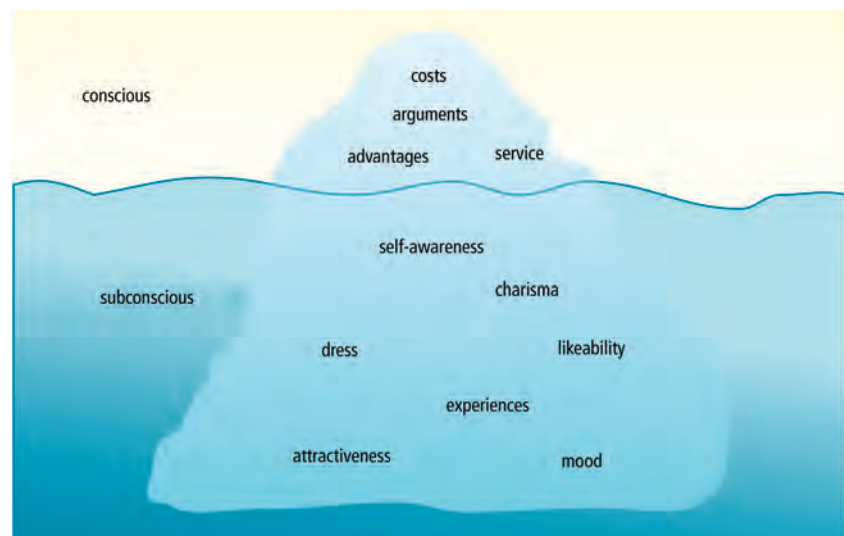 costs
conscious
arguments
advantages
service
self-awareness
charisma
subconscious
dress
likeability
experiences
attractiveness
mood